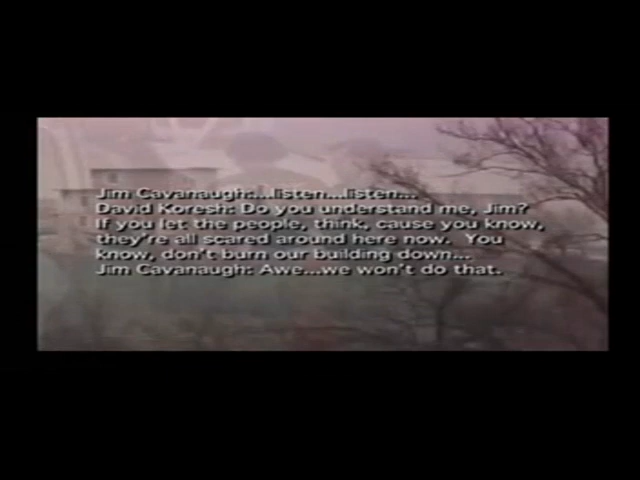 Jim Cavanaugh:...listen...listen...
David Koresh: Do you understand me, Jim?
If you let the people, think, cause you know,
they're all scared around here now.  You
know, don't burn our building down...
Jim Cavanaugh: Awe...we won't do that.